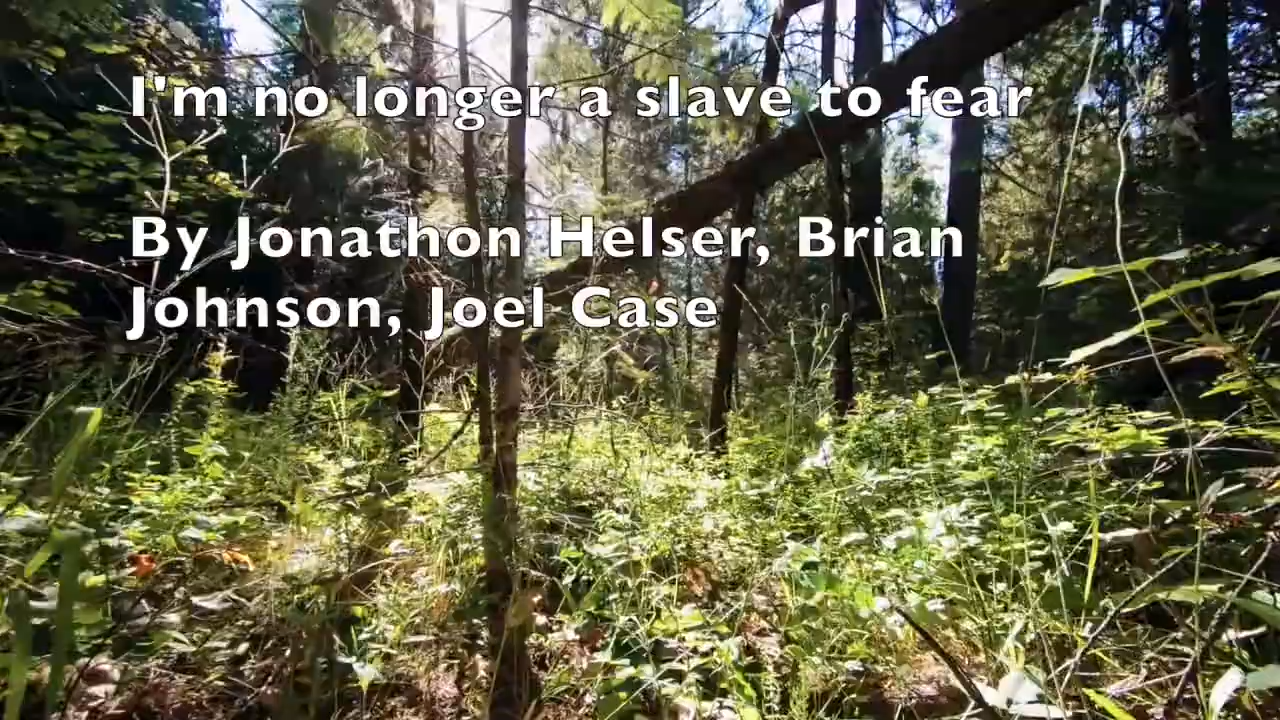 I'm no longer a slave to fear
By Jonathon Helser, Brian
Johnson, Joel Case